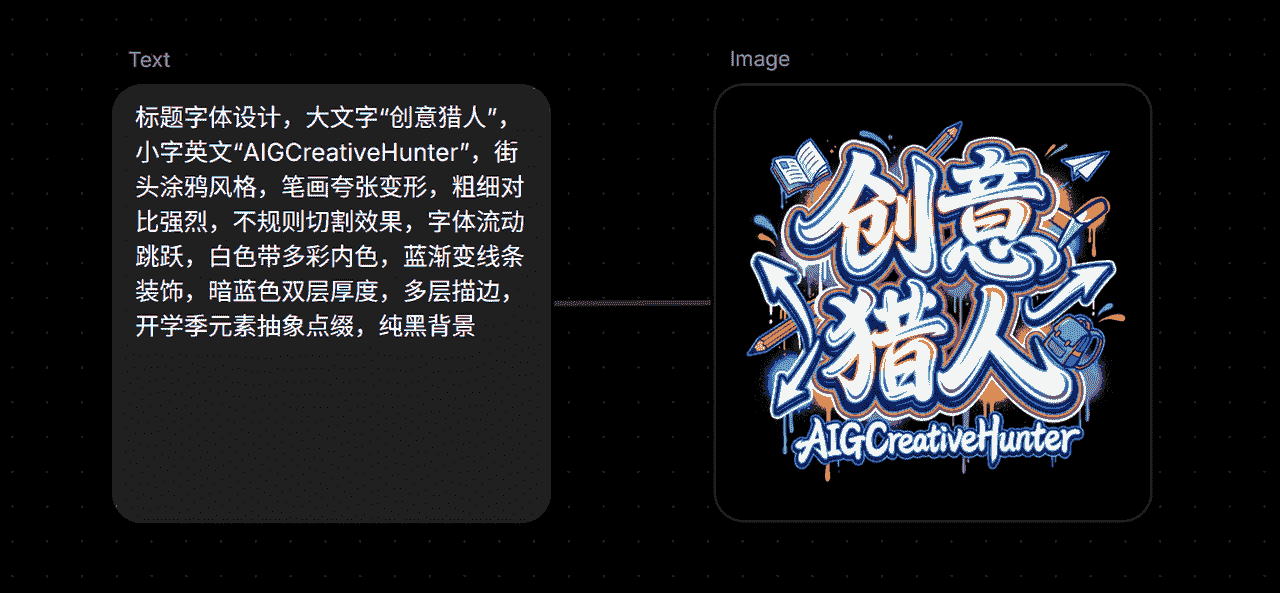 Text
标题字体设计，大文字“创意猎人”，
小字英文“AIGCreativeHunter”，街
头涂鸦风格，笔画夸张变形，粗细对
比强烈，不规则切割效果，字体流动
跳跃，白色带多彩内色，蓝渐变线条
装饰，暗蓝色双层厚度，多层描边，
开学季元素抽象点缀，纯黑背景
Image
创意
猎人
AIGCreativeHunter